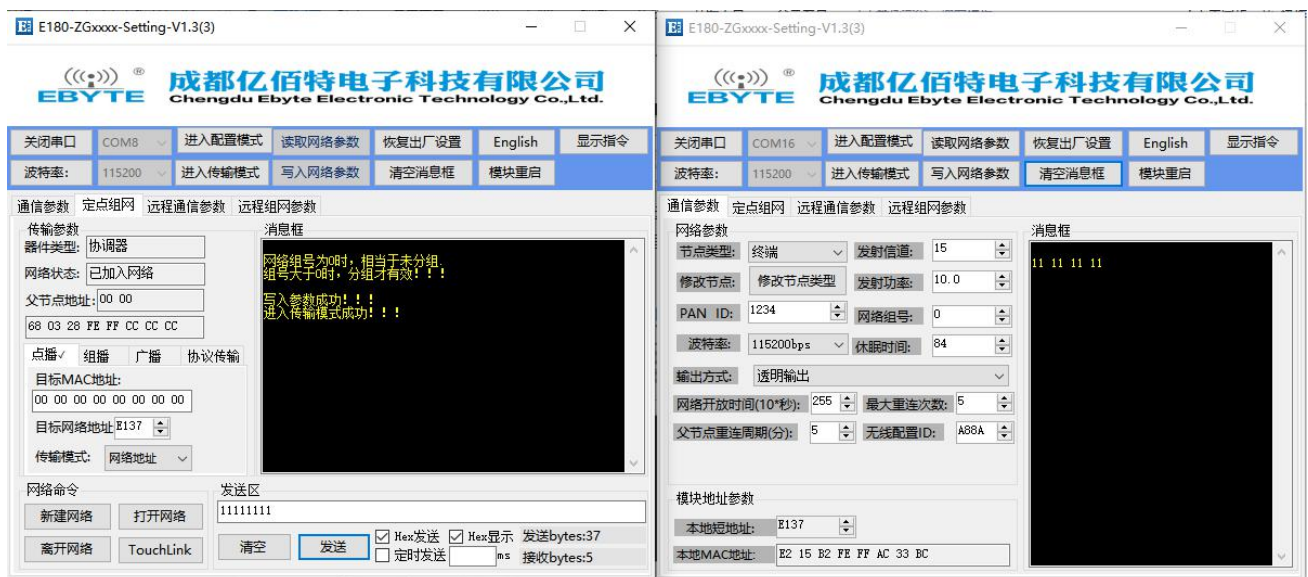 E180-ZGxxxx-Setting-V1.3(3)
EBYTE ®
成都亿佰特电子科技有限公司
Chengdu Ebyte Electronic Technology Co.,Ltd.
关闭串口 COM8 进入配置模式 读取网络参数 恢复出厂设置 English 显示指令
波特率: 115200 进入传输模式 写入网络参数 清空消息框 模块重启
通信参数 定点组网 远程通信参数 远程组网参数
传输参数
器件类型: 协调器
网络状态: 已加入网络
父节点地址: 00 00
68 03 28 FE FF CC CC CC
点播✓ 组播 广播 协议传输
目标MAC地址:
00 00 00 00 00 00 00 00
目标网络地址 E137
传输模式: 网络地址
消息框
网络组号为0时，相当于未分组.
组号大于0时，分组才有效！！！
写入参数成功！！！
进入传输模式成功！！！
网络命令
新建网络 打开网络
离开网络 TouchLink
发送区
11111111
清空 发送
Hex发送 Hex显示 发送bytes:37
定时发送 ms 接收bytes:5
E180-ZGxxxx-Setting-V1.3(3)
EBYTE ®
成都亿佰特电子科技有限公司
Chengdu Ebyte Electronic Technology Co.,Ltd.
关闭串口 COM16 进入配置模式 读取网络参数 恢复出厂设置 English 显示指令
波特率: 115200 进入传输模式 写入网络参数 清空消息框 模块重启
通信参数 定点组网 远程通信参数 远程组网参数
网络参数
节点类型: 终端 发射信道: 15
修改节点: 修改节点类型 发射功率: 10.0
PAN ID: 1234 网络组号: 0
波特率: 115200bps 休眠时间: 84
输出方式: 透明输出
网络开放时间(10*秒): 255 最大重连次数: 5
父节点重连周期(分): 5 无线配置ID: A88A
模块地址参数
本地短地址: E137
本地MAC地址: E2 15 B2 FE FF AC 33 BC
消息框
11 11 11 11